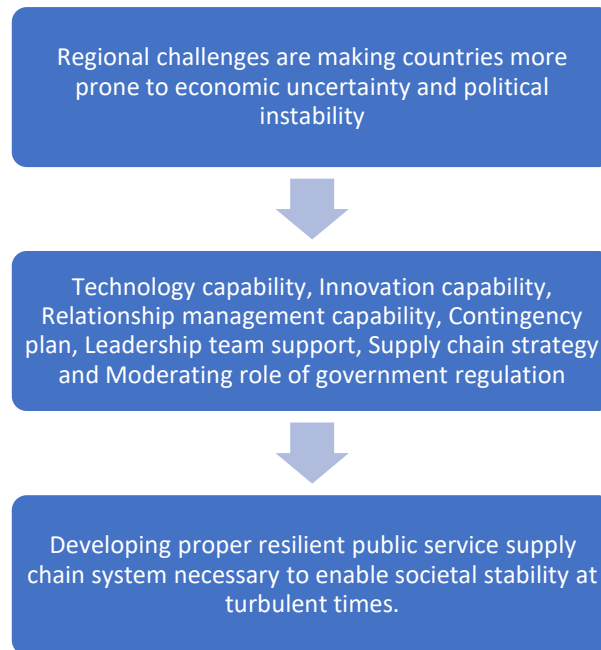 Regional challenges are making countries more
prone to economic uncertainty and political
instability
Technology capability, Innovation capability,
Relationship management capability, Contingency
plan, Leadership team support, Supply chain strategy
and Moderating role of government regulation
Developing proper resilient public service supply
chain system necessary to enable societal stability at
turbulent times.